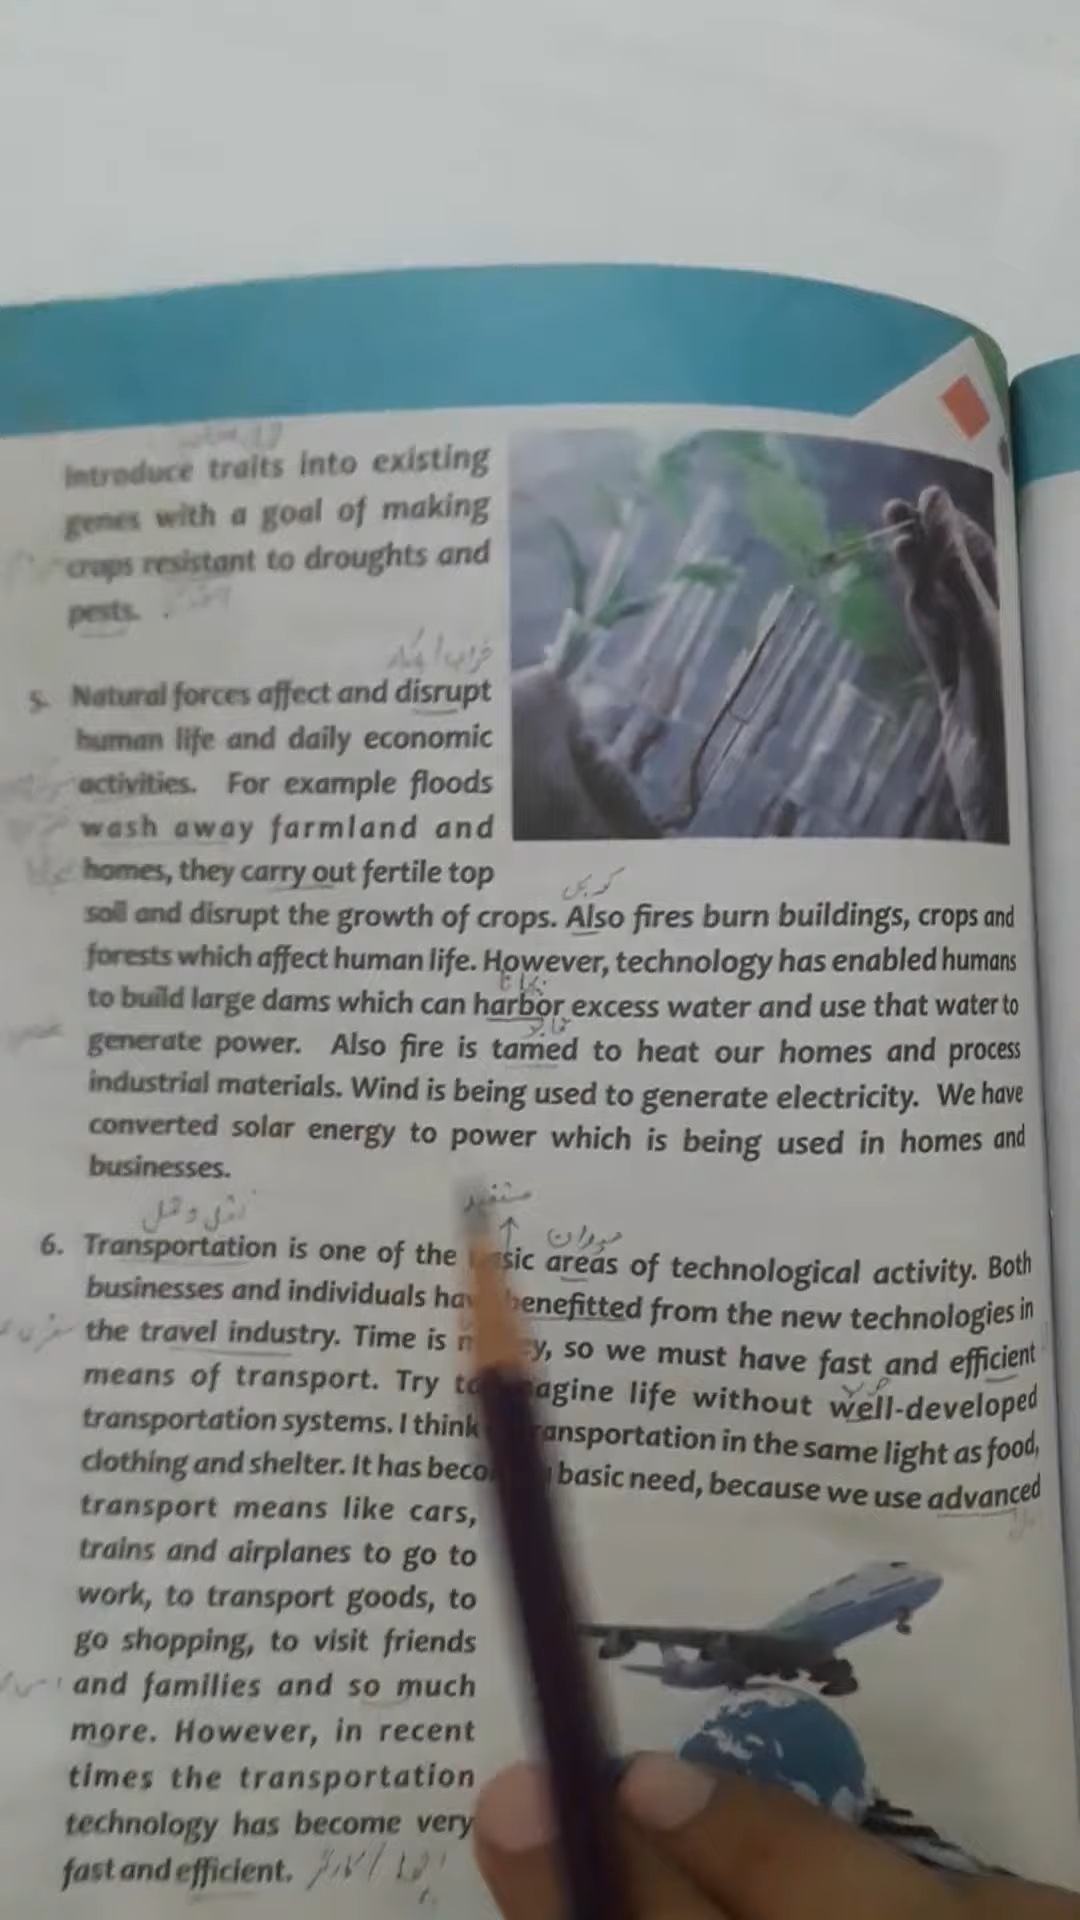 introduce traits into existing
genes with a goal of making
crops resistant to droughts and
pests.
خراب
5. Natural forces affect and disrupt
human life and daily economic
activities. For example floods
wash away farmland and
homes, they carry out fertile top
soil and disrupt the growth of crops. Also fires burn buildings, crops and
forests which affect human life. However, technology has enabled humans
to build large dams which can harbor excess water and use that water to
قابو
generate power. Also fire is tamed to heat our homes and process
industrial materials. Wind is being used to generate electricity. We have
converted solar energy to power which is being used in homes and
businesses.
نقل و حمل
مستفید
میدان
6. Transportation is one of the areas of technological activity. Both
businesses and individuals benefitted from the new technologies in
the travel industry. Time is so we must have fast and efficient
means of transport. Try life without well-developed
transportation systems. I think in the same light as food,
clothing and shelter. It has basic need, because we use advanced
transport means like cars,
trains and airplanes to go to
work, to transport goods, to
go shopping, to visit friends
and families and so much
more. However, in recent
times the transportation
technology has become very
fast and efficient.